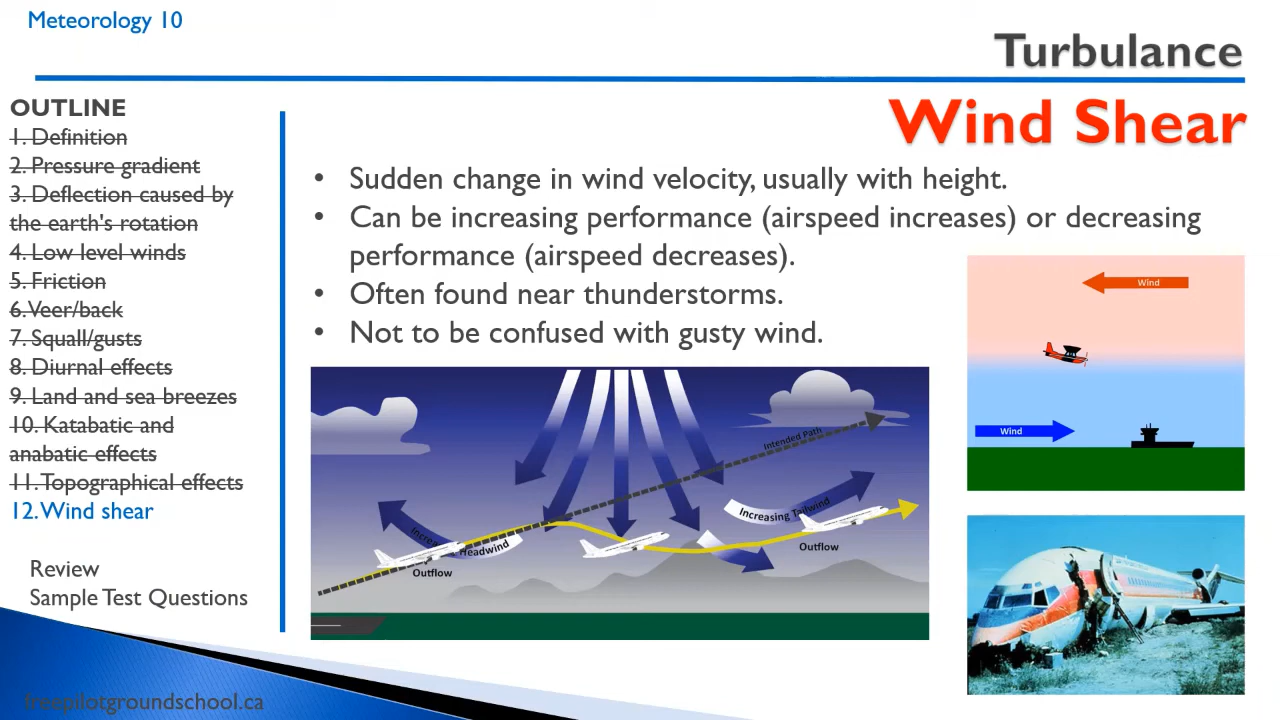 Meteorology 10
Turbulance
OUTLINE
1. Definition
2. Pressure gradient
3. Deflection caused by
the earth's rotation
4. Low level winds
5. Friction
6. Veer/back
7. Squall/gusts
8. Diurnal effects
9. Land and sea breezes
10. Katabatic and
anabatic effects
11. Topographical effects
12. Wind shear
Review
Sample Test Questions
freepilotgroundschool.ca
Wind Shear
• Sudden change in wind velocity, usually with height.
• Can be increasing performance (airspeed increases) or decreasing
performance (airspeed decreases).
• Often found near thunderstorms.
• Not to be confused with gusty wind.
Intended Path
Headwind
Outflow
Increasing Tailwind
Outflow
Wind
Wind